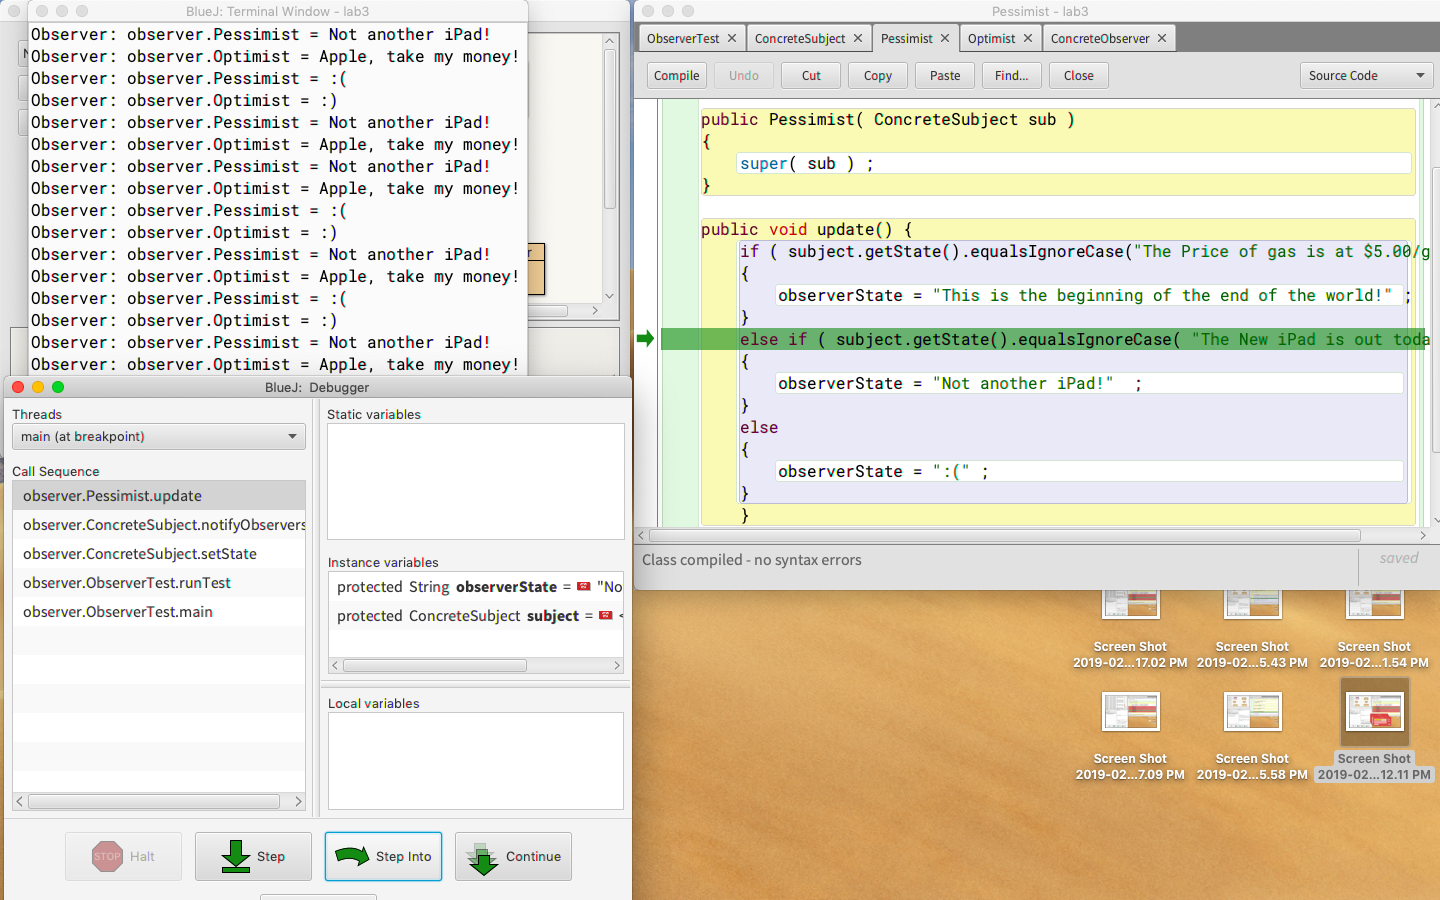 BlueJ: Terminal Window - lab3
Observer: observer.Pessimist = Not another iPad!
Observer: observer.Optimist = Apple, take my money!
Observer: observer.Pessimist = :(
Observer: observer.Optimist = :)
Observer: observer.Pessimist = Not another iPad!
Observer: observer.Optimist = Apple, take my money!
Observer: observer.Pessimist = Not another iPad!
Observer: observer.Optimist = Apple, take my money!
Observer: observer.Pessimist = :(
Observer: observer.Optimist = :)
Observer: observer.Pessimist = Not another iPad!
Observer: observer.Optimist = Apple, take my money!
Observer: observer.Pessimist = :(
Observer: observer.Optimist = :)
Observer: observer.Pessimist = Not another iPad!
Observer: observer.Optimist = Apple, take my money!
BlueJ: Debugger
Threads
main (at breakpoint)
Call Sequence
observer.Pessimist.update
observer.ConcreteSubject.notifyObservers
observer.ConcreteSubject.setState
observer.ObserverTest.runTest
observer.ObserverTest.main
Static variables
Instance variables
protected String observerState = "No
protected ConcreteSubject subject = <
Local variables
STOP Halt
Step
Step Into
Continue
Pessimist - lab3
ObserverTest ✕ ConcreteSubject ✕ Pessimist ✕ Optimist ✕ ConcreteObserver ✕
Compile Undo Cut Copy Paste Find... Close Source Code
public Pessimist( ConcreteSubject sub )
{
super( sub ) ;
}
public void update() {
if ( subject.getState().equalsIgnoreCase("The Price of gas is at $5.00/g
{
observerState = "This is the beginning of the end of the world!" ;
}
else if ( subject.getState().equalsIgnoreCase( "The New iPad is out toda
{
observerState = "Not another iPad!"  ;
}
else
{
observerState = ":(" ;
}
}
Class compiled - no syntax errors
saved
Screen Shot
2019-02...17.02 PM
Screen Shot
2019-02...5.43 PM
Screen Shot
2019-02...1.54 PM
Screen Shot
2019-02...7.09 PM
Screen Shot
2019-02...5.58 PM
Screen Shot
2019-02...12.11 PM